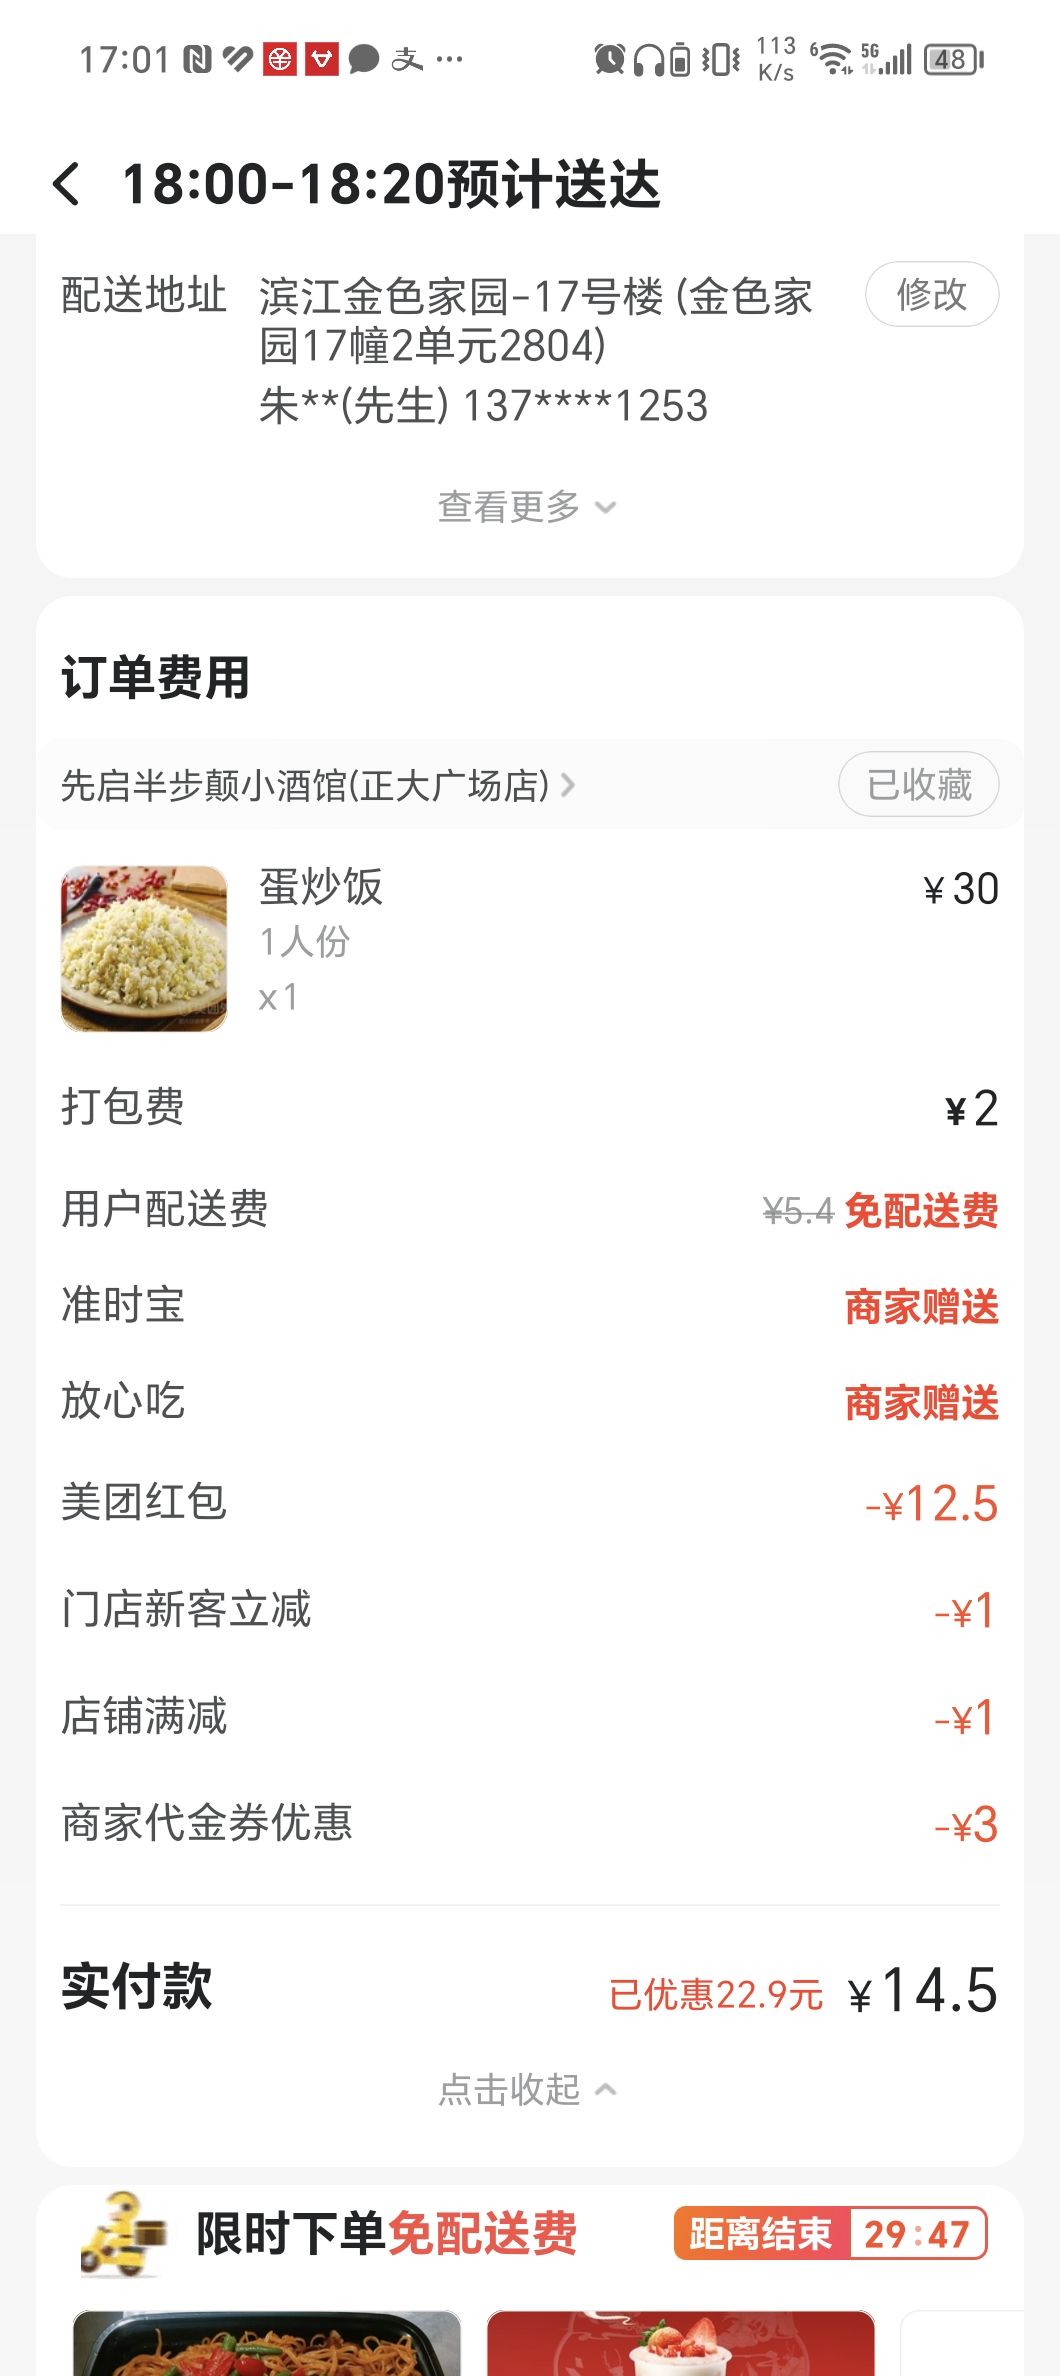 17:01
113 K/s
6
5G
48
18:00-18:20预计送达
配送地址
滨江金色家园-17号楼 (金色家
园17幢2单元2804)
修改
朱**(先生) 137****1253
查看更多
订单费用
先启半步颠小酒馆(正大广场店)
已收藏
蛋炒饭
¥30
1人份
x1
打包费
¥2
用户配送费
¥5.4 免配送费
准时宝
商家赠送
放心吃
商家赠送
美团红包
-¥12.5
门店新客立减
-¥1
店铺满减
-¥1
商家代金券优惠
-¥3
实付款
已优惠22.9元 ¥14.5
点击收起
限时下单免配送费
距离结束 29:47